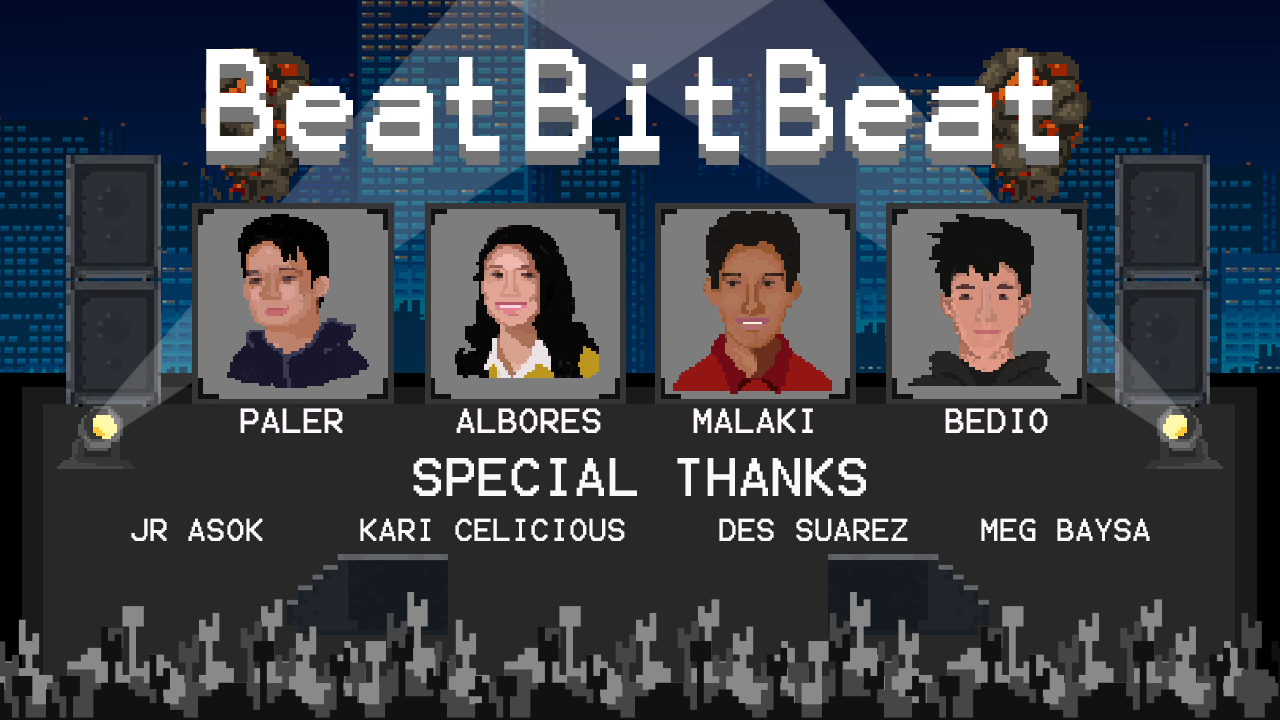 BeatBitBeat
PALER ALBORES MALAKI BEDIO
SPECIAL THANKS
JR ASOK KARI CELICIOUS DES SUAREZ MEG BAYSA